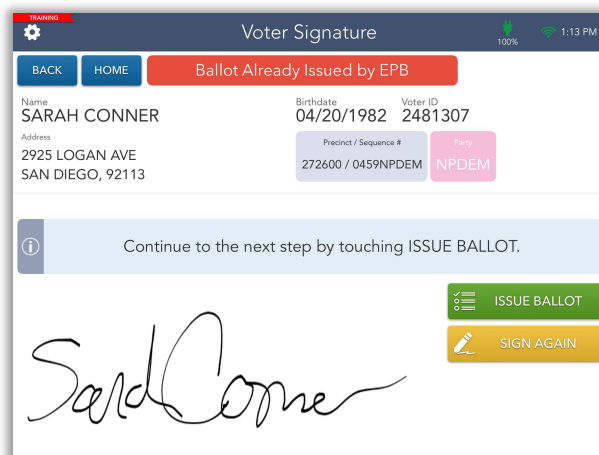 TRAINING
Voter Signature
100%
1:13 PM
BACK
HOME
Ballot Already Issued by EPB
Name
SARAH CONNER
Birthdate
04/20/1982
Voter ID
2481307
Address
2925 LOGAN AVE
SAN DIEGO, 92113
Precinct / Sequence #
272600 / 0459NPDEM
Party
NPDEM
Continue to the next step by touching ISSUE BALLOT.
ISSUE BALLOT
SIGN AGAIN